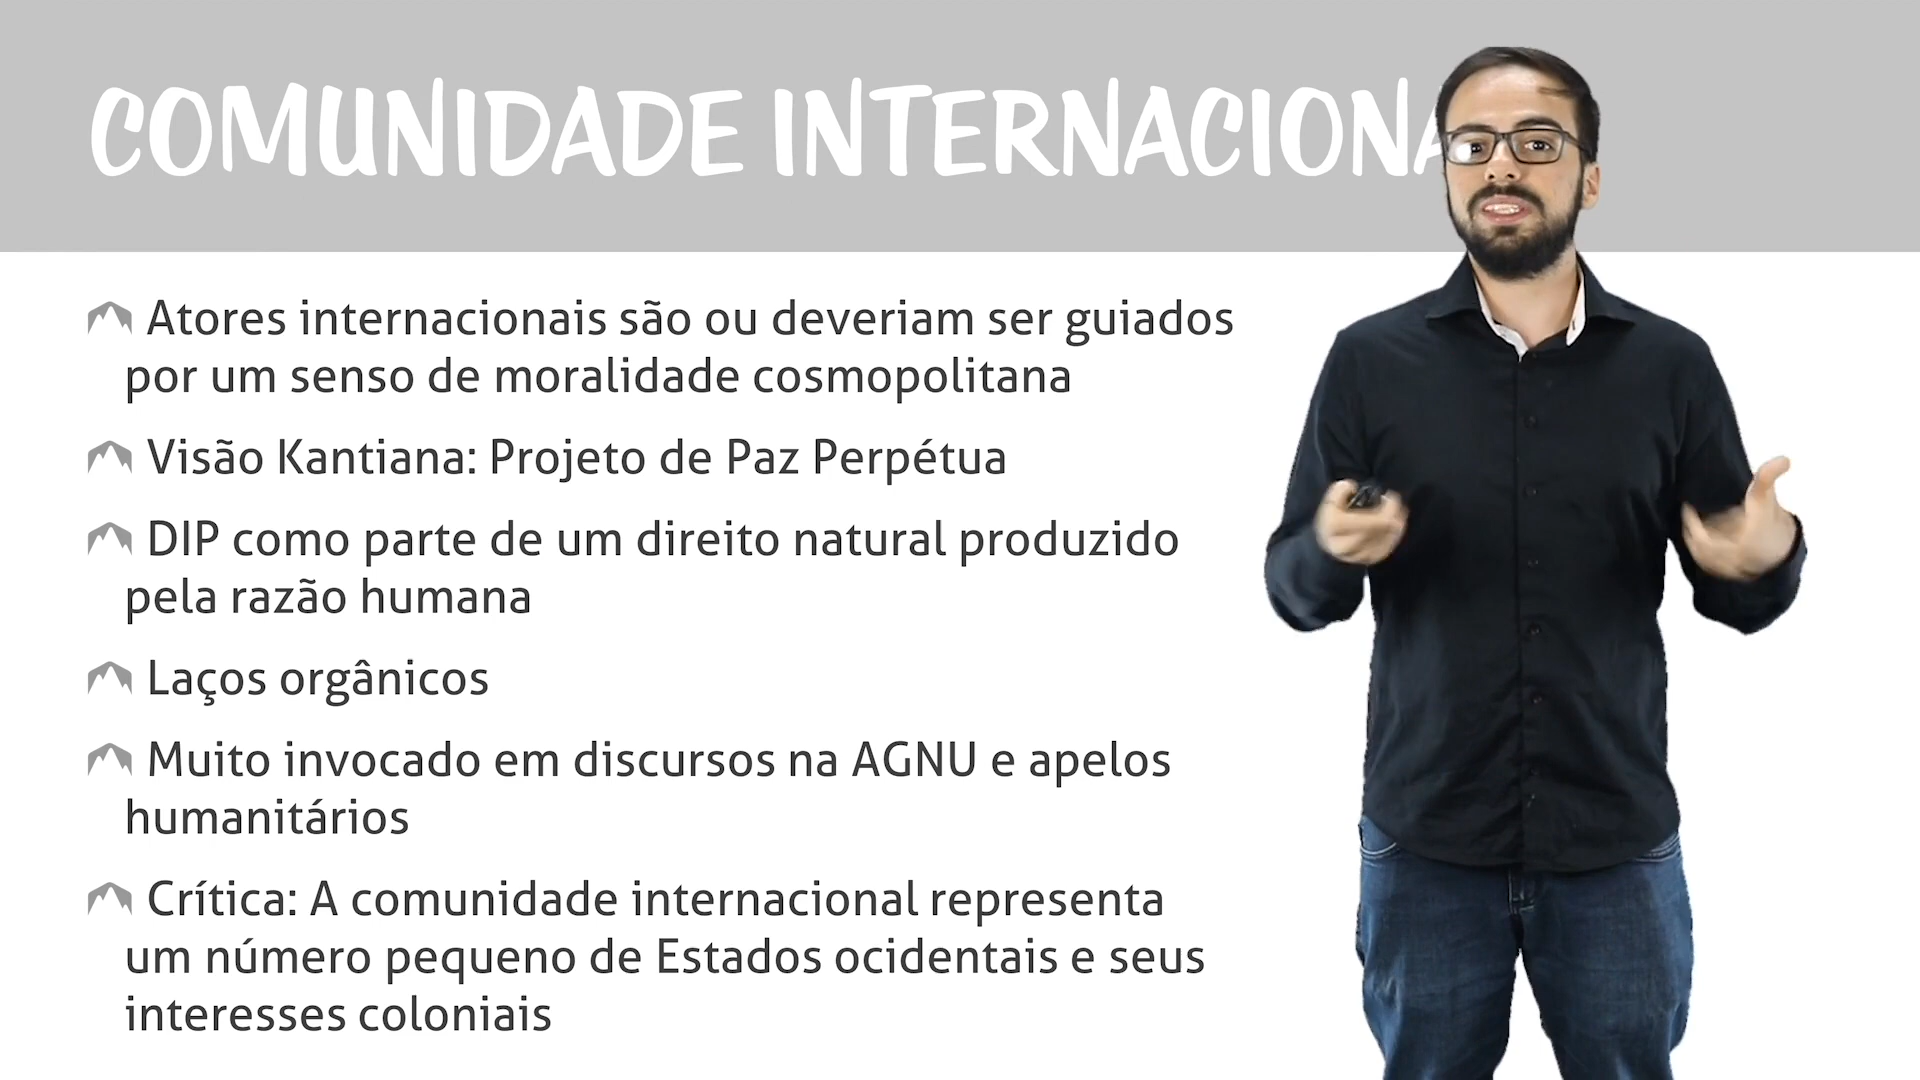 COMUNIDADE INTERNACIONA
Atores internacionais são ou deveriam ser guiados
por um senso de moralidade cosmopolitana
Visão Kantiana: Projeto de Paz Perpétua
DIP como parte de um direito natural produzido
pela razão humana
Laços orgânicos
Muito invocado em discursos na AGNU e apelos
humanitários
Crítica: A comunidade internacional representa
um número pequeno de Estados ocidentais e seus
interesses coloniais